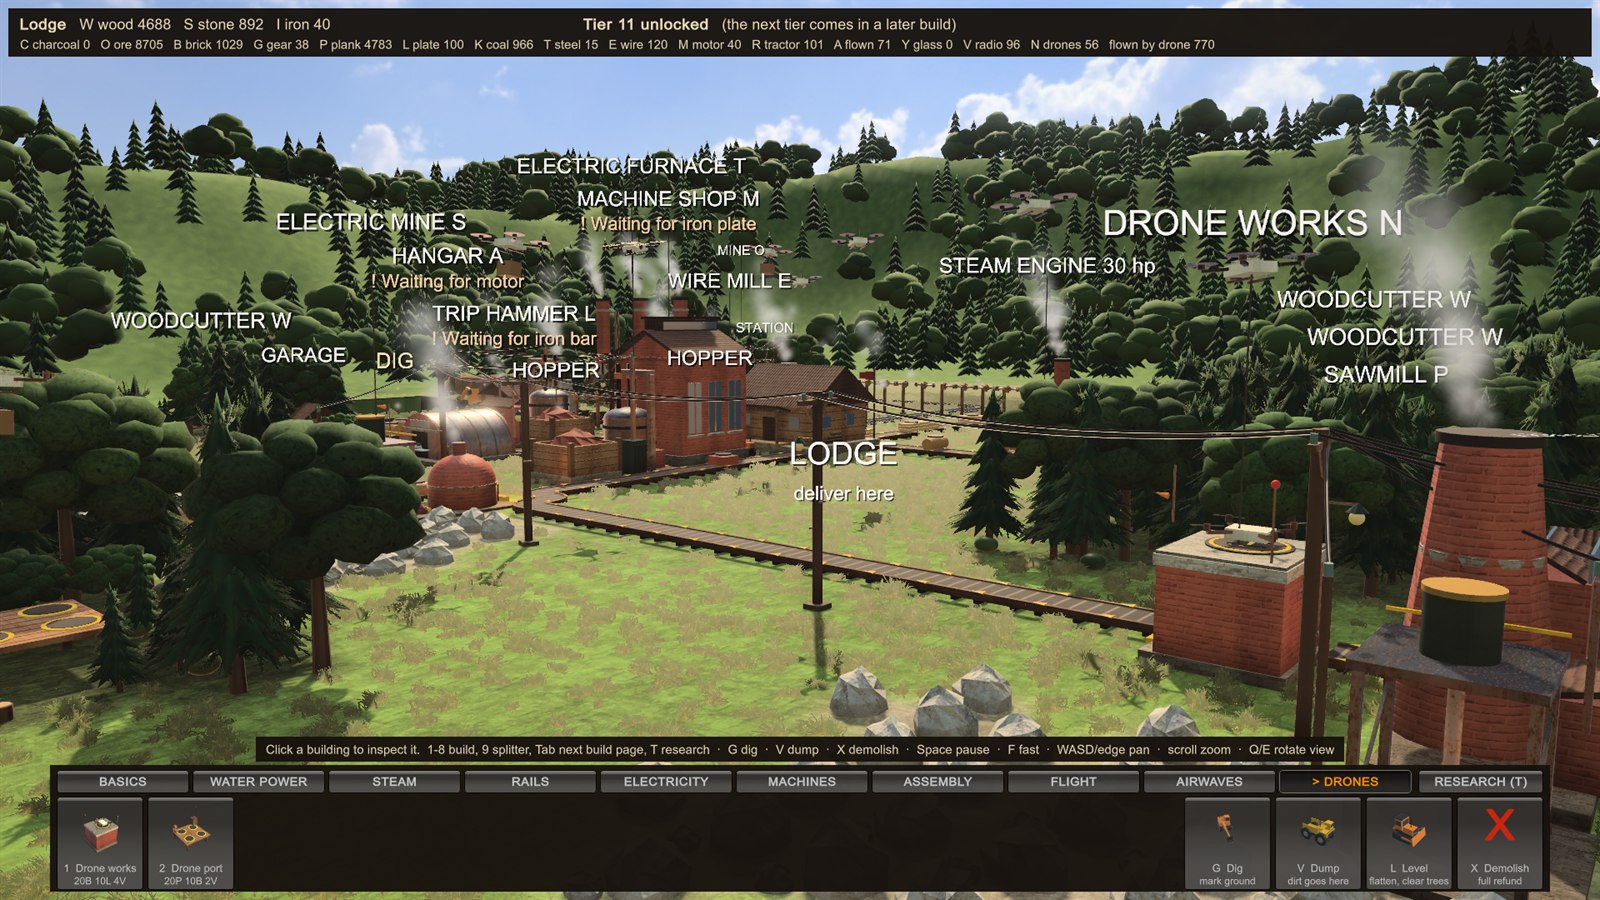 Lodge W wood 4688 S stone 892 I iron 40
Tier 11 unlocked (the next tier comes in a later build)
C charcoal 0 O ore 8705 B brick 1029 G gear 38 P plank 4783 L plate 100 K coal 966 T steel 15 E wire 120 M motor 40 R tractor 101 A flown 71 Y glass 0 V radio 96 N drones 56 flown by drone 770
ELECTRIC FURNACE T
MACHINE SHOP M
! Waiting for iron plate
ELECTRIC MINE S
DRONE WORKS N
MINE O
HANGAR A
! Waiting for motor
STEAM ENGINE 30 hp
WIRE MILL E
WOODCUTTER W
TRIP HAMMER L
! Waiting for iron bar
WOODCUTTER W
STATION
WOODCUTTER W
GARAGE
DIG
HOPPER
HOPPER
SAWMILL P
LODGE
deliver here
Click a building to inspect it. 1-8 build, 9 splitter, Tab next build page, T research · G dig · V dump · X demolish · Space pause · F fast · WASD/edge pan · scroll zoom · Q/E rotate view
BASICS
WATER POWER
STEAM
RAILS
ELECTRICITY
MACHINES
ASSEMBLY
FLIGHT
AIRWAVES
> DRONES
RESEARCH (T)
1 Drone works
20B 10L 4V
2 Drone port
20P 10B 2V
G Dig
mark ground
V Dump
dirt goes here
L Level
flatten, clear trees
X Demolish
full refund